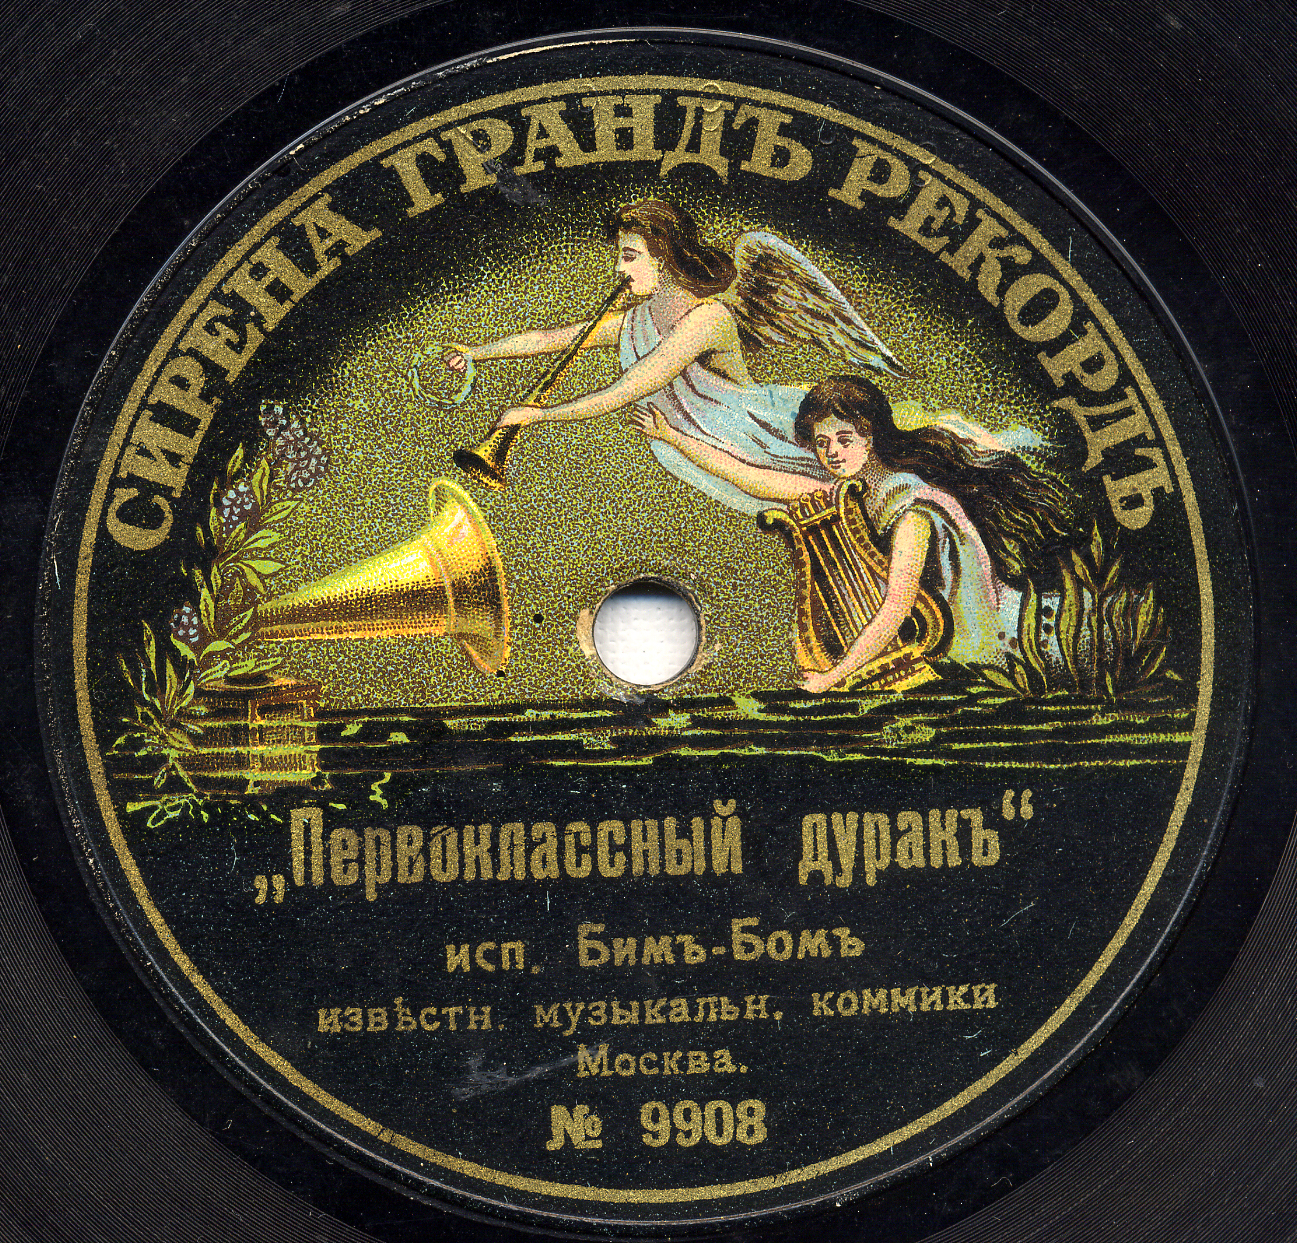 СИРЕНА ГРАНДЪ РЕКОРДЪ
„Первоклассный дуракъ“
исп. Бимъ-Бомъ
извѣстн. музыкальн. коммики
Москва.
№ 9908